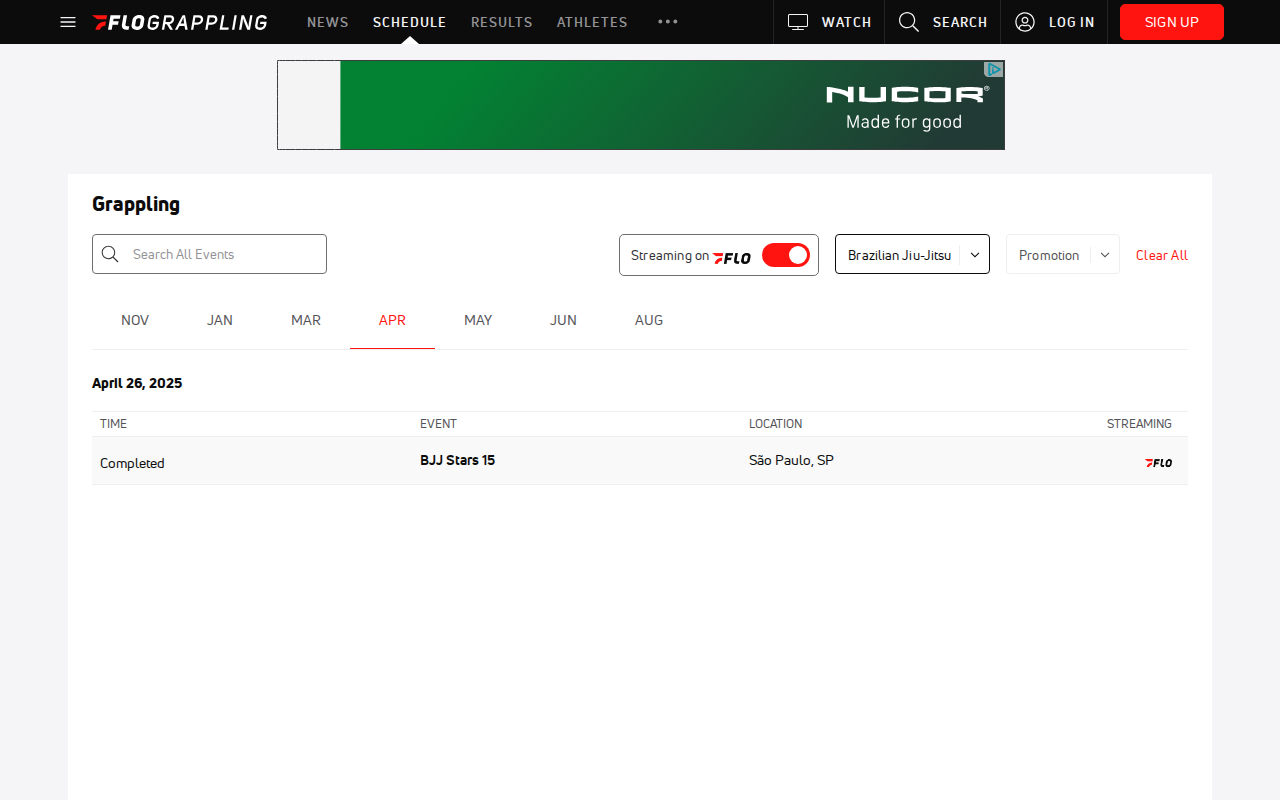 FLOGRAPPLING NEWS SCHEDULE RESULTS ATHLETES WATCH SEARCH LOG IN SIGN UP
NUCOR®
Made for good
Grappling
Search All Events Streaming on FLO Brazilian Jiu-Jitsu Promotion Clear All
NOV JAN MAR APR MAY JUN AUG
April 26, 2025
TIME EVENT LOCATION STREAMING
Completed BJJ Stars 15 São Paulo, SP FLO